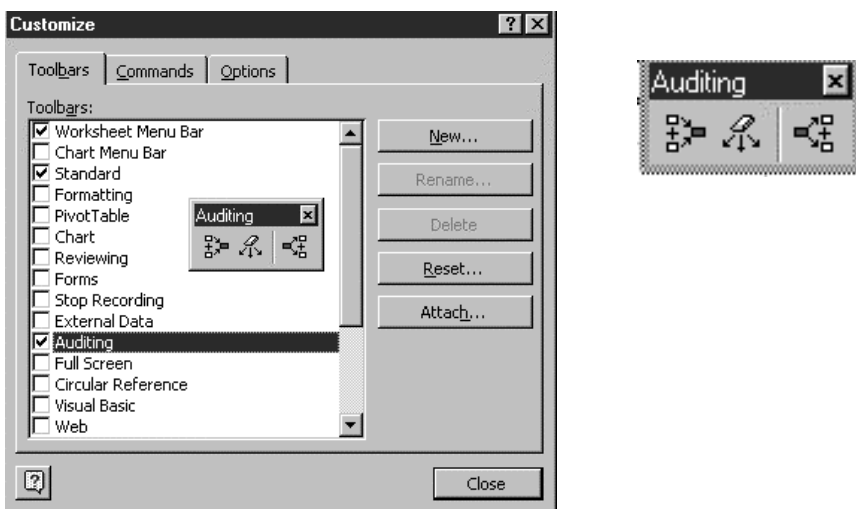 Customize
Toolbars Commands Options
Toolbars:
Worksheet Menu Bar
Chart Menu Bar
Standard
Formatting
PivotTable
Chart
Reviewing
Forms
Stop Recording
External Data
Auditing
Full Screen
Circular Reference
Visual Basic
Web
Auditing
New...
Rename...
Delete
Reset...
Attach...
Close
Auditing